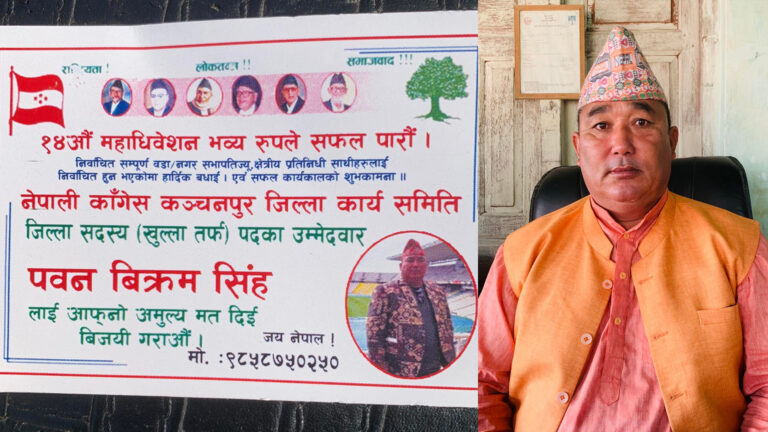 राष्ट्रियता ! लोकतन्त्र !! समाजवाद !!!
१४औं महाधिवेशन भव्य रुपले सफल पारौं ।
निर्वाचित सम्पूर्ण वडा/नगर सभापतिज्यू,क्षेत्रीय प्रतिनिधी साथीहरुलाई
निर्वाचित हुन भएकोमा हार्दिक बधाई । एवं सफल कार्यकालको शुभकामना ॥
नेपाली काँग्रेस कञ्चनपुर जिल्ला कार्य समिति
जिल्ला सदस्य (खुल्ला तर्फ) पदका उम्मेदवार
पवन बिक्रम सिंह
लाई आफ्नो अमुल्य मत दिई
बिजयी गराऔं ।
जय नेपाल !
मो. :९८५८७५०२५०